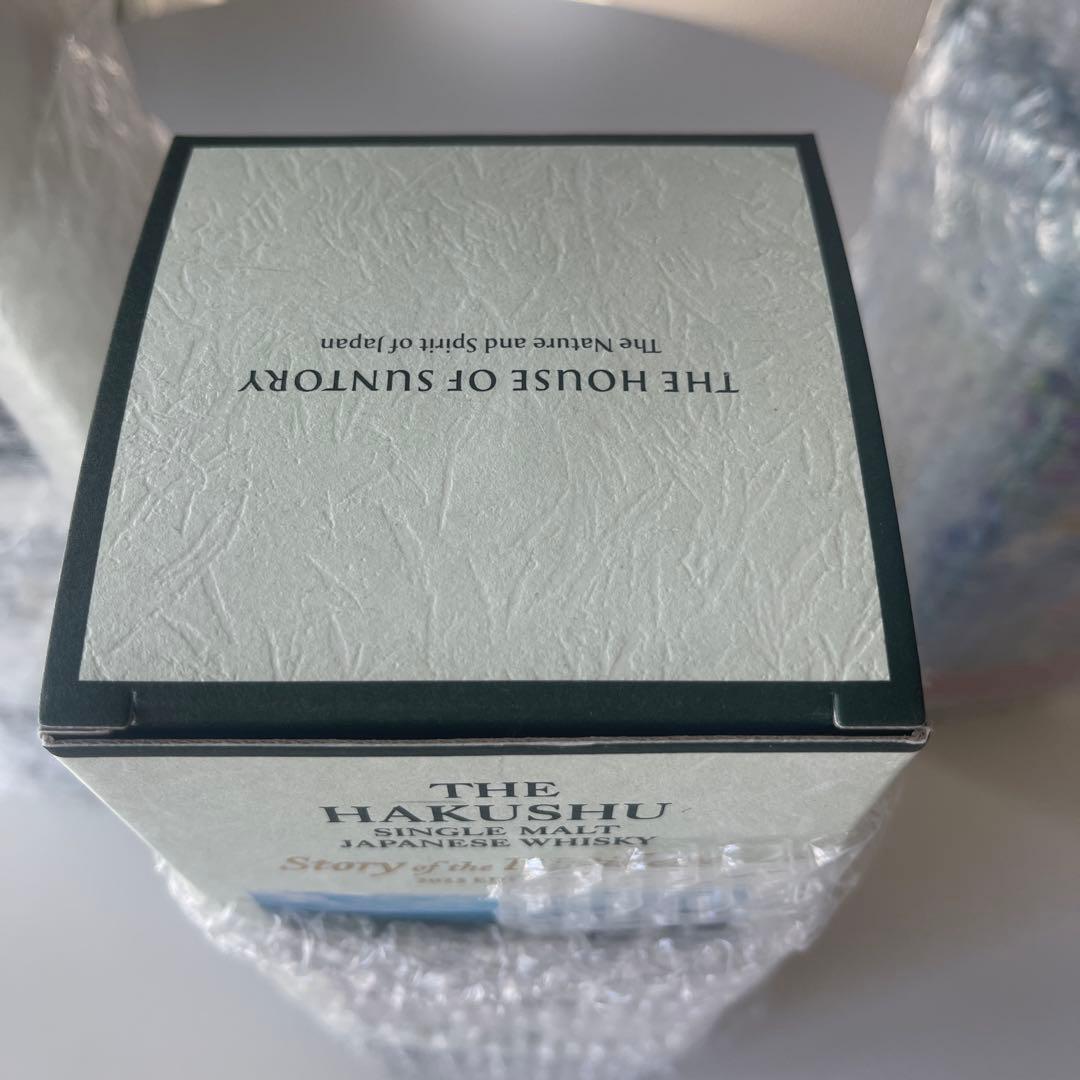 THE HOUSE OF SUNTORY
The Nature and Spirit of Japan
THE
HAKUSHU
SINGLE MALT
JAPANESE WHISKY
Story of the